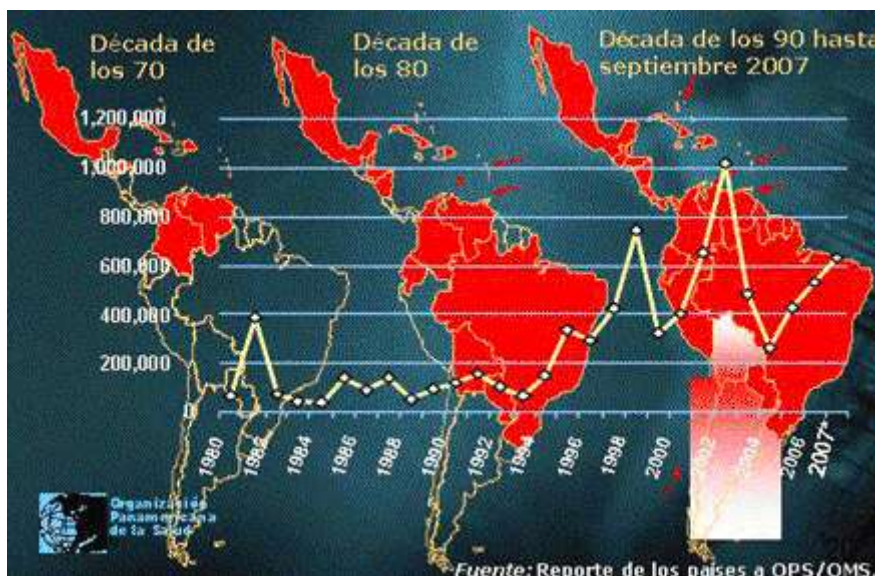 Década de
los 70
Década de
los 80
Década de los 90 hasta
septiembre 2007
1,200,000
1,000,000
800,000
600,000
400,000
200,000
0
1980
1982
1984
1986
1988
1990
1992
1994
1996
1998
2000
2002
2004
2006
2007*
Organización
Panamericana
de la Salud
Fuente: Reporte de los países a OPS/OMS